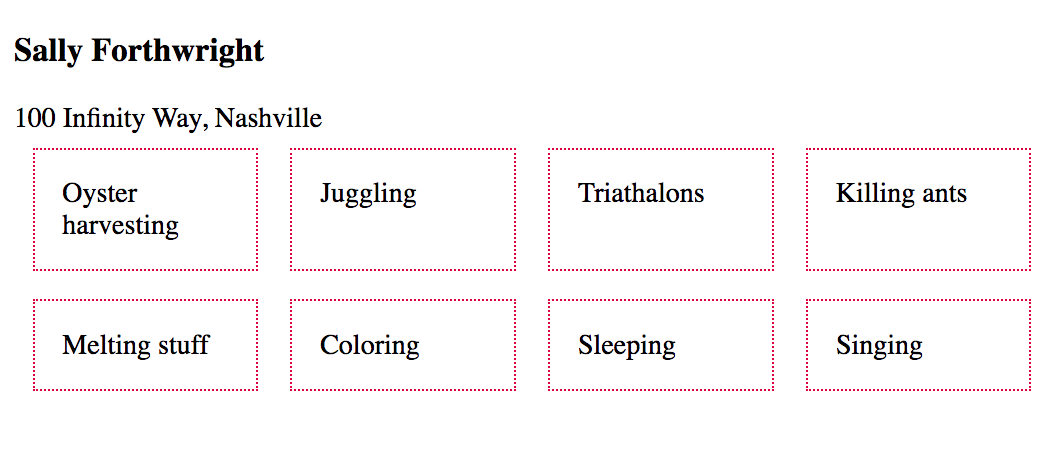 Sally Forthwright
100 Infinity Way, Nashville
Oyster
harvesting
Juggling
Triathalons
Killing ants
Melting stuff
Coloring
Sleeping
Singing